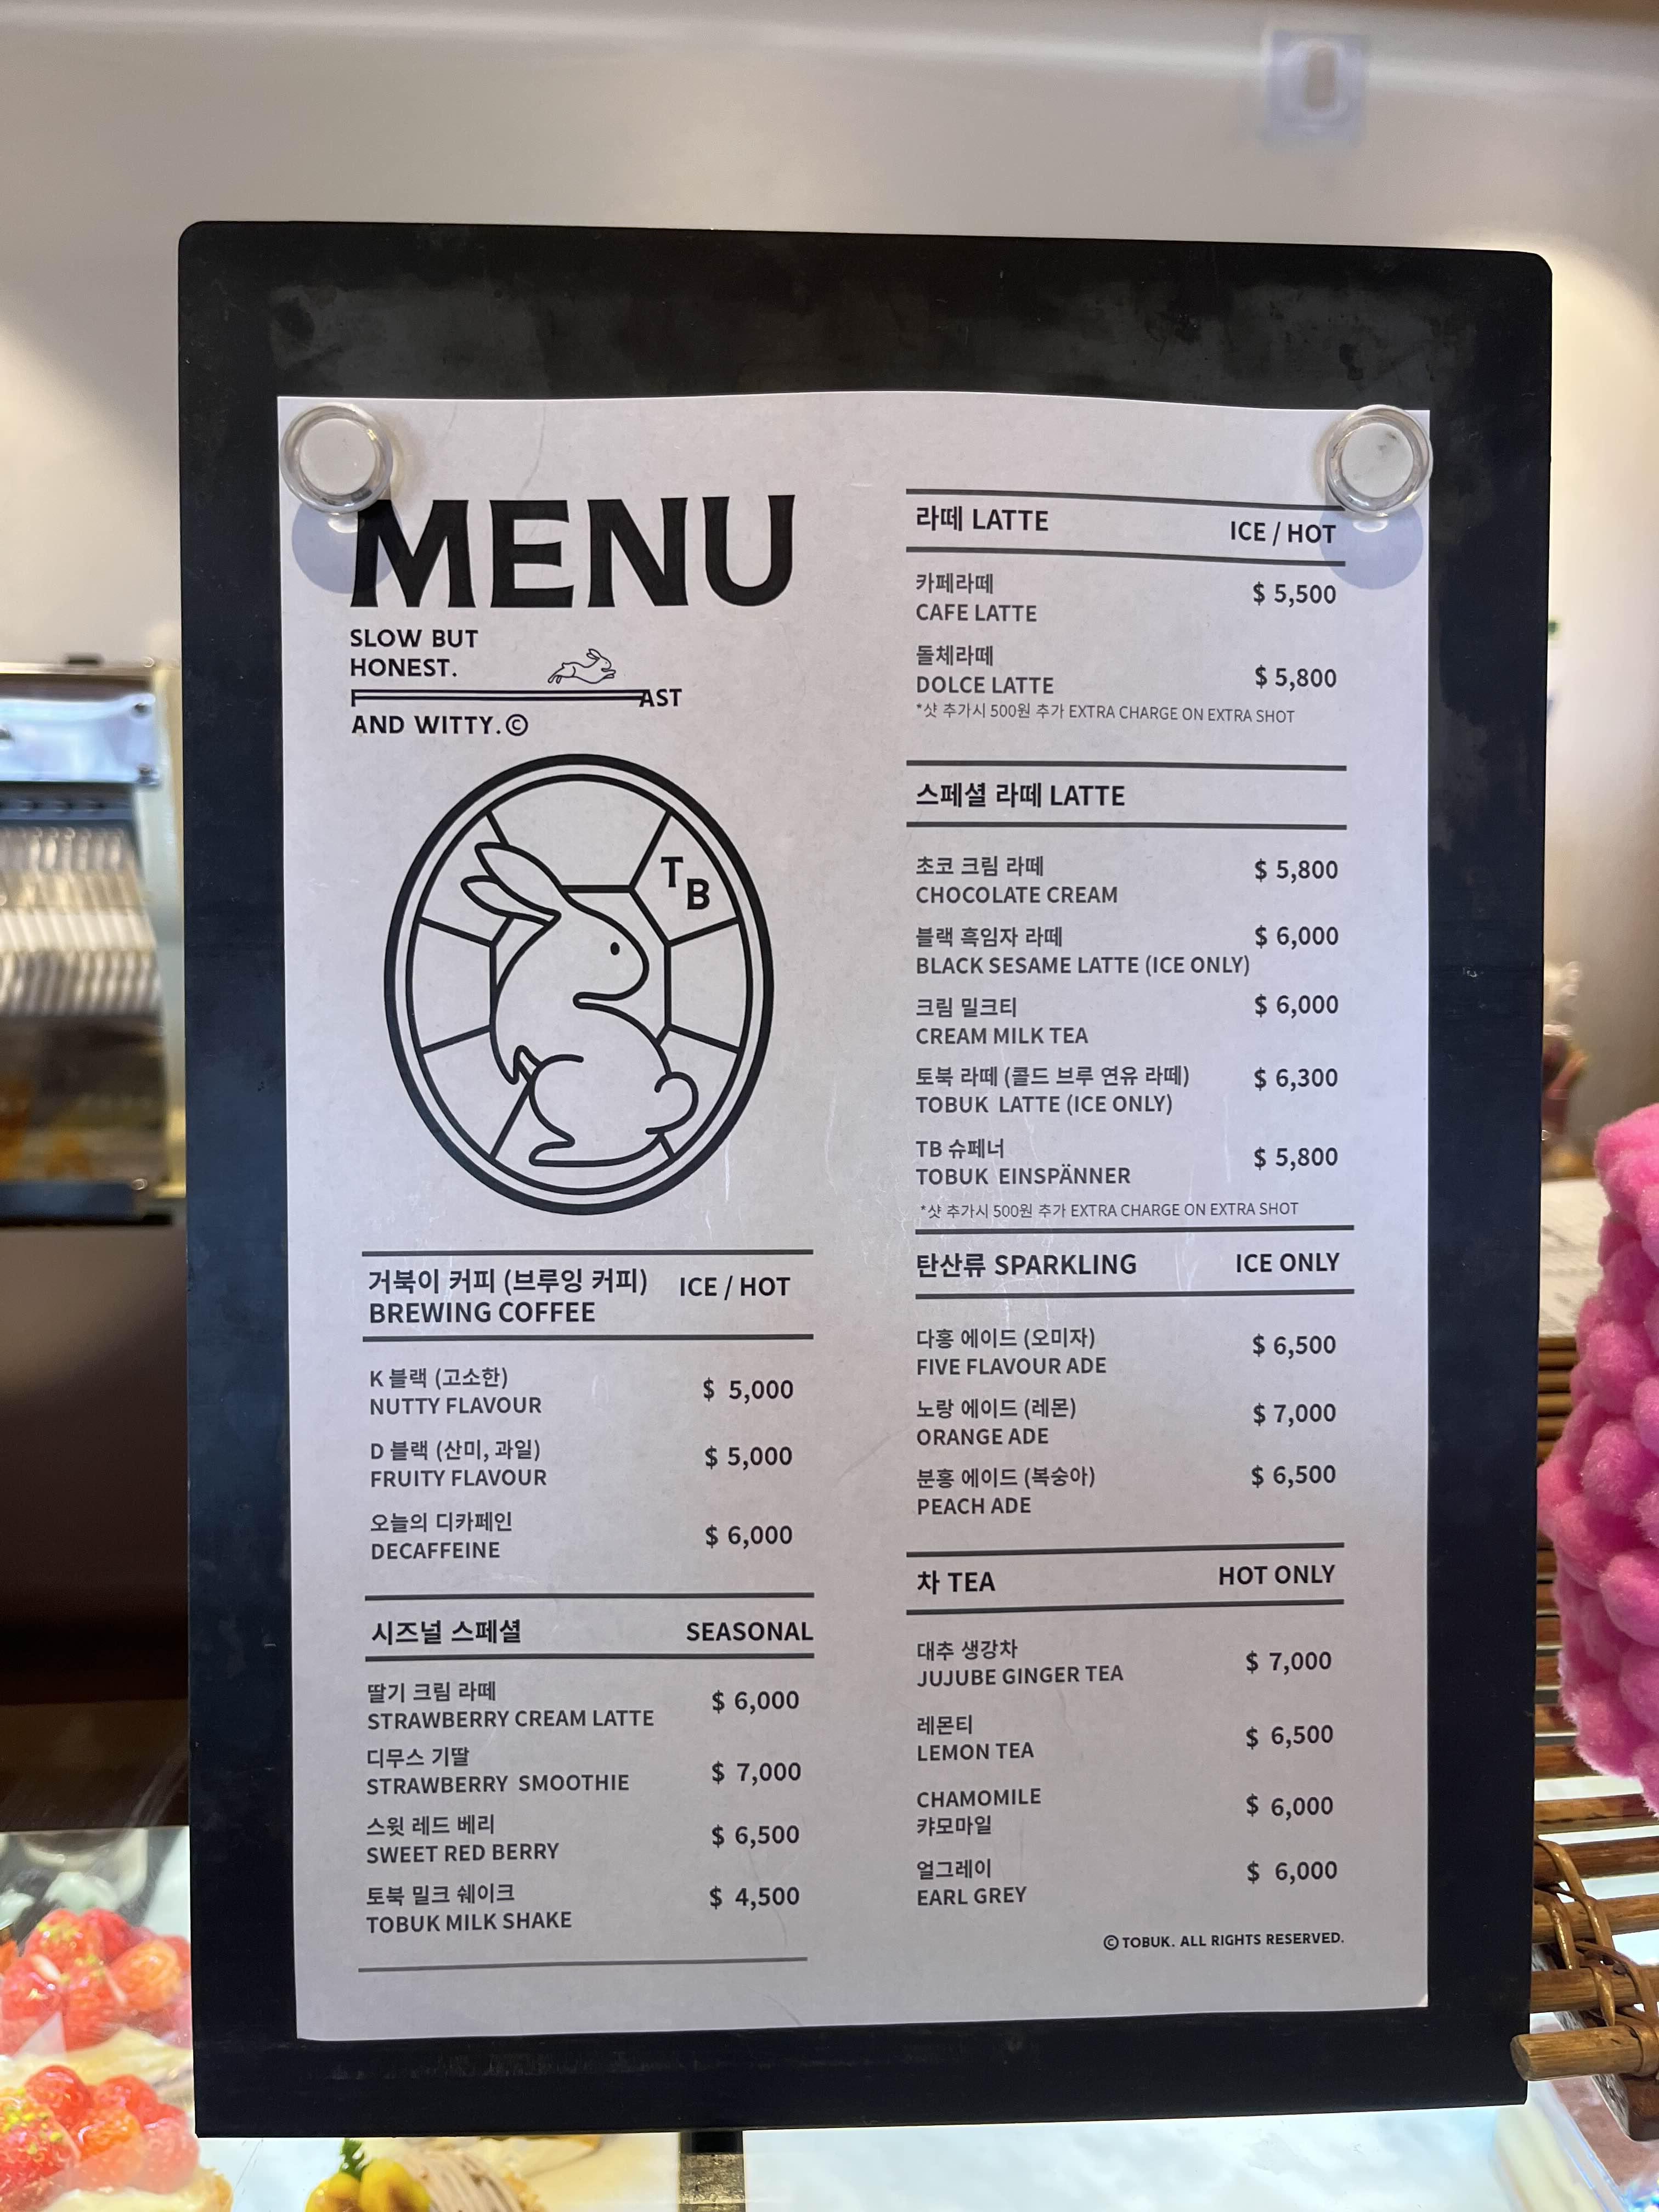 MENU
SLOW BUT
HONEST.
FAST
AND WITTY.©
T
B
거북이 커피 (브루잉 커피) ICE / HOT
BREWING COFFEE
K 블랙 (고소한)
NUTTY FLAVOUR $ 5,000
D 블랙 (산미, 과일)
FRUITY FLAVOUR $ 5,000
오늘의 디카페인
DECAFFEINE $ 6,000
시즈널 스페셜 SEASONAL
딸기 크림 라떼 $ 6,000
STRAWBERRY CREAM LATTE
디무스 기딸 $ 7,000
STRAWBERRY SMOOTHIE
스윗 레드 베리 $ 6,500
SWEET RED BERRY
토북 밀크 쉐이크 $ 4,500
TOBUK MILK SHAKE
라떼 LATTE ICE / HOT
카페라떼 $ 5,500
CAFE LATTE
돌체라떼 $ 5,800
DOLCE LATTE
*샷 추가시 500원 추가 EXTRA CHARGE ON EXTRA SHOT
스페셜 라떼 LATTE
초코 크림 라떼 $ 5,800
CHOCOLATE CREAM
블랙 흑임자 라떼 $ 6,000
BLACK SESAME LATTE (ICE ONLY)
크림 밀크티 $ 6,000
CREAM MILK TEA
토북 라떼 (콜드 브루 연유 라떼) $ 6,300
TOBUK LATTE (ICE ONLY)
TB 슈페너 $ 5,800
TOBUK EINSPÄNNER
*샷 추가시 500원 추가 EXTRA CHARGE ON EXTRA SHOT
탄산류 SPARKLING ICE ONLY
다홍 에이드 (오미자) $ 6,500
FIVE FLAVOUR ADE
노랑 에이드 (레몬) $ 7,000
ORANGE ADE
분홍 에이드 (복숭아) $ 6,500
PEACH ADE
차 TEA HOT ONLY
대추 생강차 $ 7,000
JUJUBE GINGER TEA
레몬티 $ 6,500
LEMON TEA
CHAMOMILE $ 6,000
캬모마일
얼그레이 $ 6,000
EARL GREY
© TOBUK. ALL RIGHTS RESERVED.